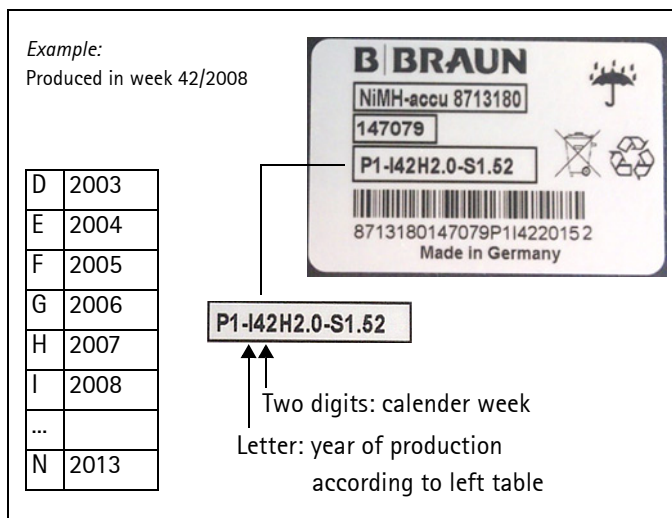 Example:
Produced in week 42/2008
B BRAUN
NiMH-accu 8713180
147079
P1-I42H2.0-S1.52
8713180147079P1I4220152
Made in Germany
D 2003
E 2004
F 2005
G 2006
H 2007
I 2008
...
N 2013
P1-I42H2.0-S1.52
Two digits: calender week
Letter: year of production
according to left table